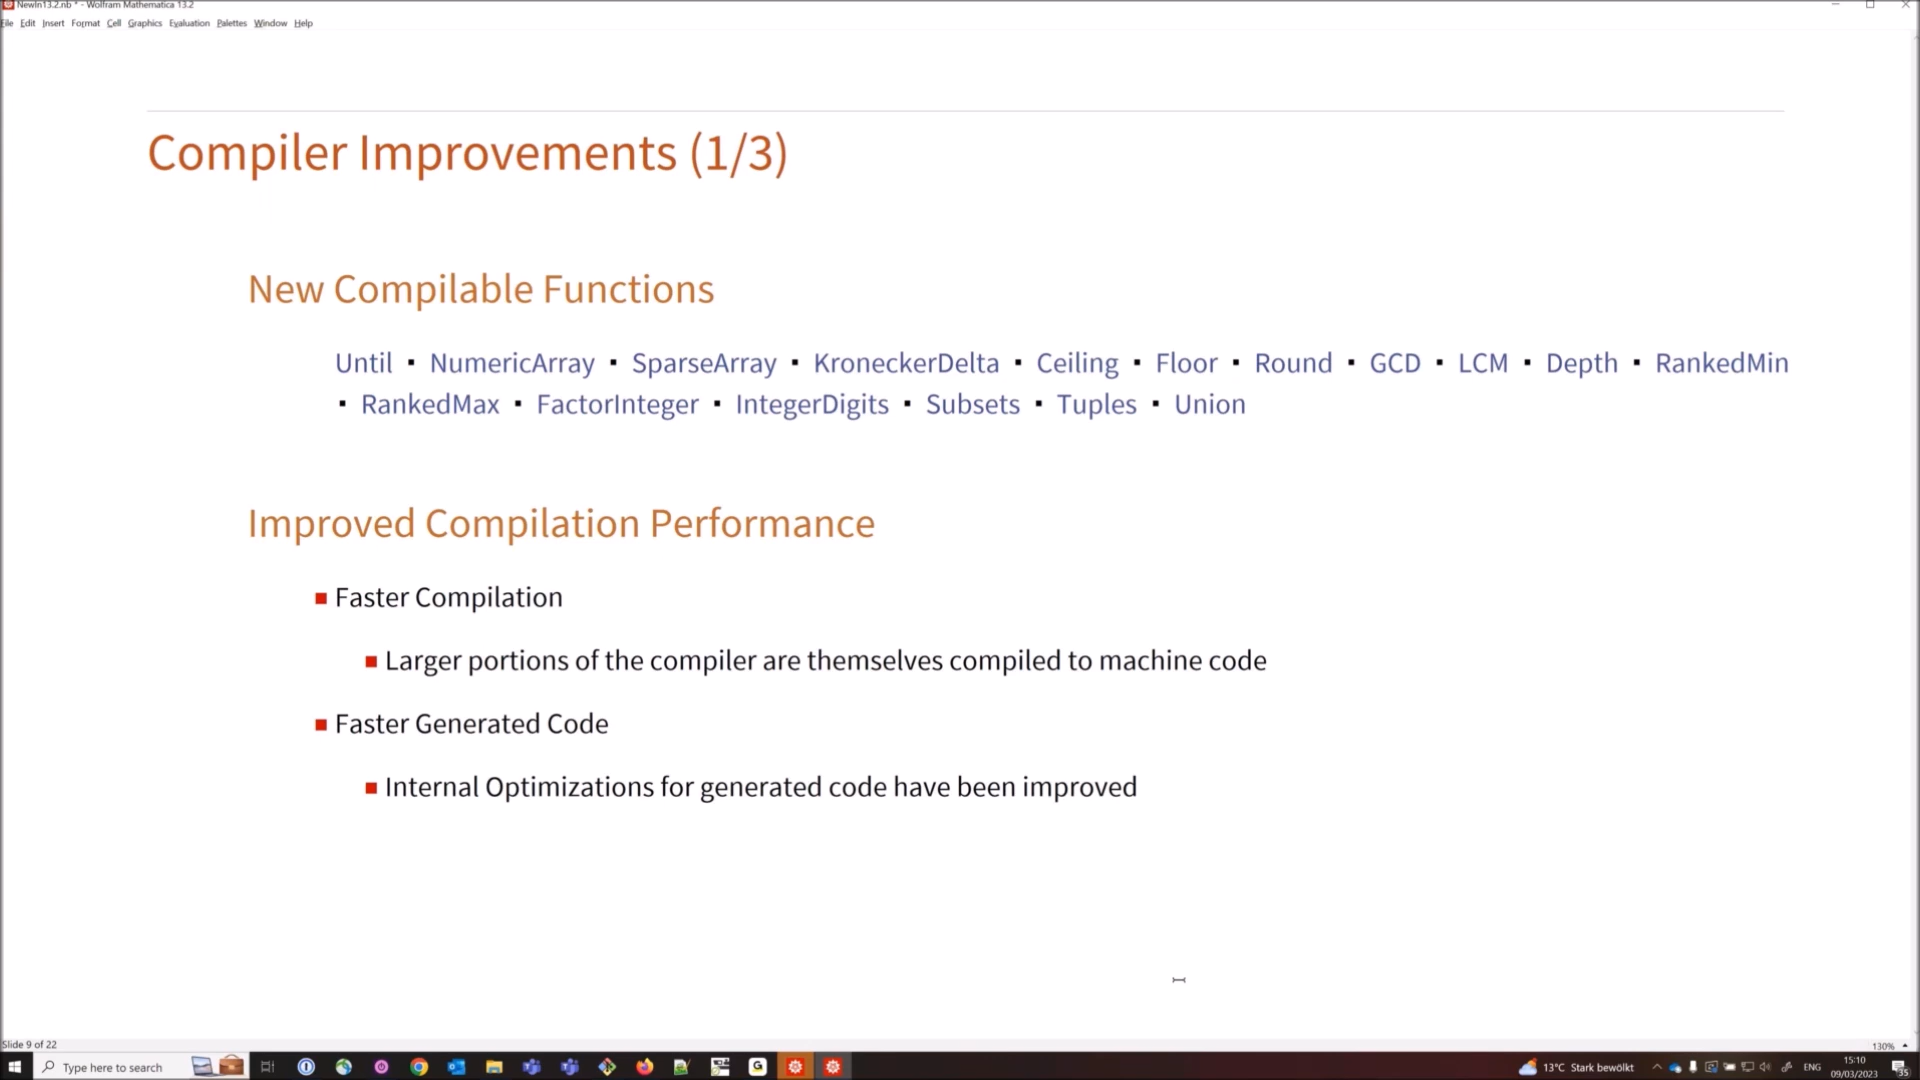 NewIn13.2.nb * - Wolfram Mathematica 13.2
File Edit Insert Format Cell Graphics Evaluation Palettes Window Help
Compiler Improvements (1/3)
New Compilable Functions
Until ▪ NumericArray ▪ SparseArray ▪ KroneckerDelta ▪ Ceiling ▪ Floor ▪ Round ▪ GCD ▪ LCM ▪ Depth ▪ RankedMin
▪ RankedMax ▪ FactorInteger ▪ IntegerDigits ▪ Subsets ▪ Tuples ▪ Union
Improved Compilation Performance
Faster Compilation
Larger portions of the compiler are themselves compiled to machine code
Faster Generated Code
Internal Optimizations for generated code have been improved
Slide 9 of 22
130%
Type here to search
13°C Stark bewölkt
ENG
15:10
09/03/2023
35